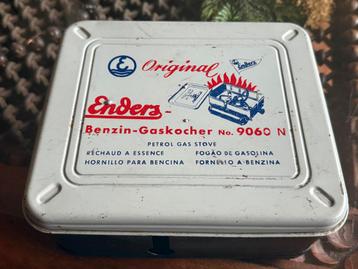 E
Original
Enders
Enders
Benzin-Gaskocher No. 9060 N
PETROL GAS STOVE
RÉCHAUD A ESSENCE FOGÃO DE GASOLINA
HORNILLO PARA BENCINA FORNELLO A BENZINA